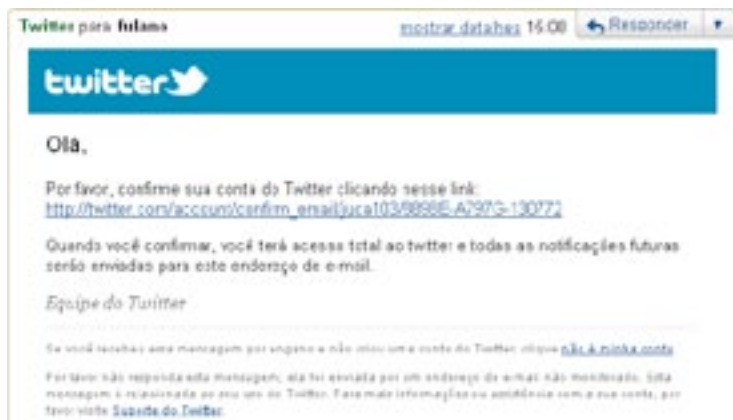 Twitter para fulano mostrar detalhes 16:08 Responder
twitter
Olá,
Por favor, confirme sua conta do Twitter clicando nesse link:
http://twitter.com/account/confirm_email/juca103/9898E-A797G-130772
Quando você confirmar, você terá acesso total ao twitter e todas as notificações futuras
serão enviadas para este endereço de e-mail.
Equipe do Twitter
Se você recebeu esta mensagem por engano e não criou uma conta do Twitter, clique não é minha conta
Por favor não responda esta mensagem; ela foi enviada por um endereço de e-mail não monitorado. Esta
mensagem é relacionada ao seu uso do Twitter. Para mais informações ou assistência com a sua conta, por
favor visite Suporte do Twitter.